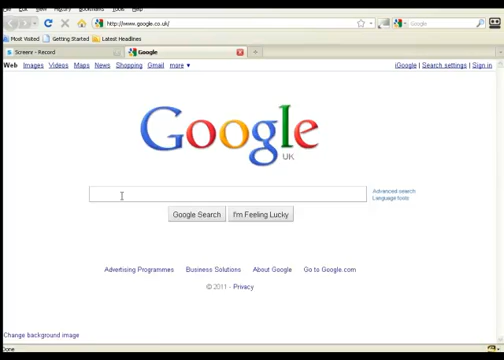 File Edit View History Bookmarks Tools Help
http://www.google.co.uk/
Google
Most Visited Getting Started Latest Headlines
Screenr - Record
Google
Web Images Videos Maps News Shopping Gmail more ▼
iGoogle | Search settings | Sign in
Google
UK
Advanced search
Language tools
Google Search
I'm Feeling Lucky
Advertising Programmes Business Solutions About Google Go to Google.com
© 2011 - Privacy
Change background image
Done